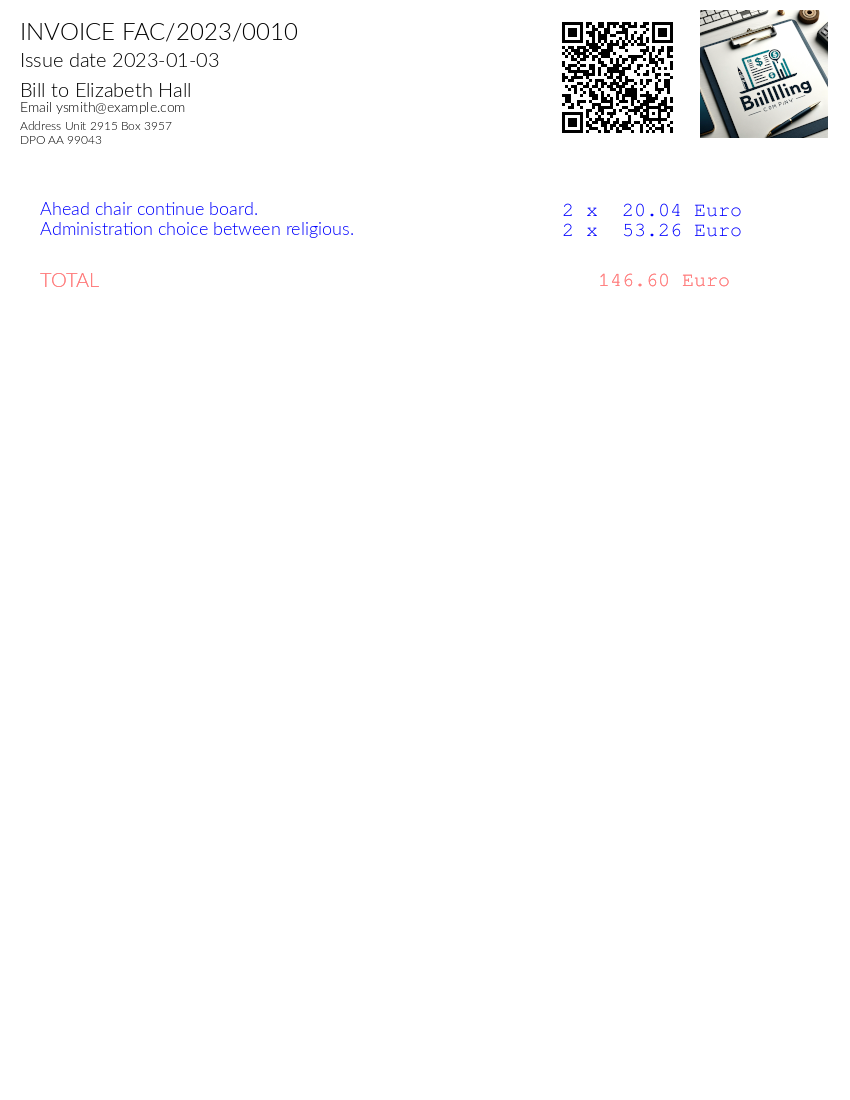 INVOICE FAC/2023/0010
Issue date 2023-01-03
Bill to Elizabeth Hall
Email ysmith@example.com
Address Unit 2915 Box 3957
DPO AA 99043
Biillling
COMPANY
Ahead chair continue board. 2 x 20.04 Euro
Administration choice between religious. 2 x 53.26 Euro
TOTAL 146.60 Euro